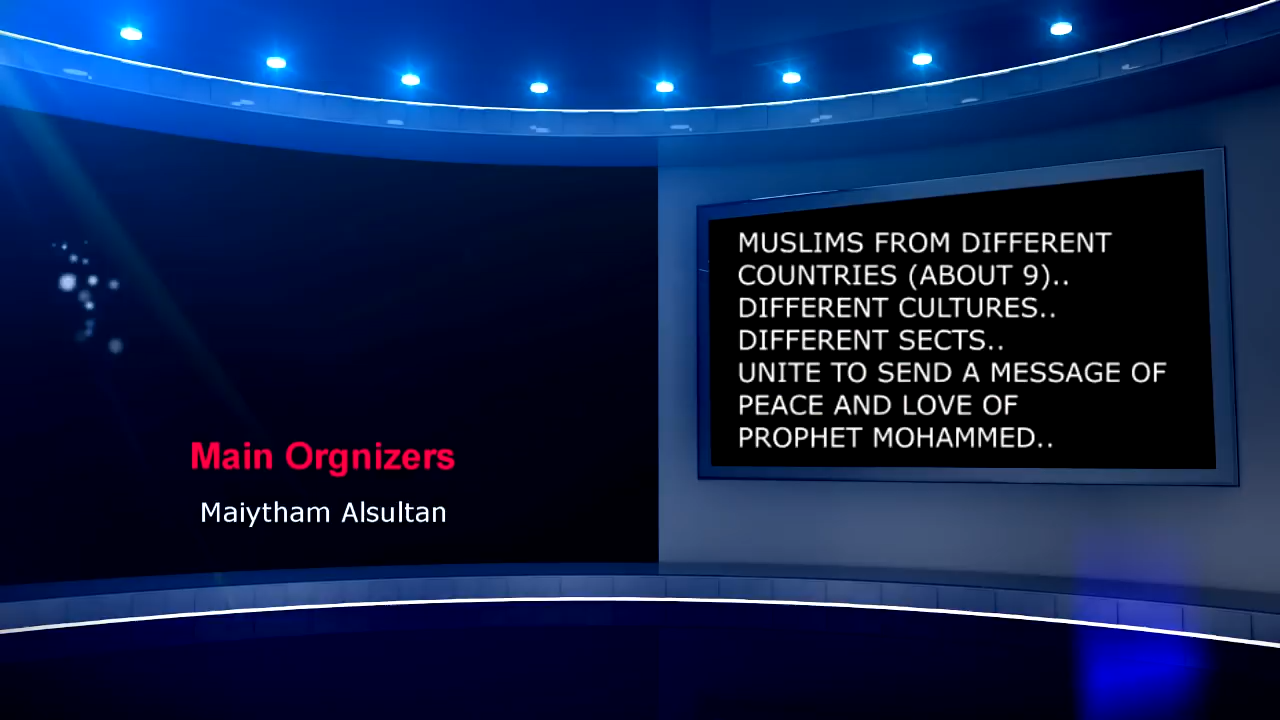 MUSLIMS FROM DIFFERENT
COUNTRIES (ABOUT 9)..
DIFFERENT CULTURES..
DIFFERENT SECTS..
UNITE TO SEND A MESSAGE OF
PEACE AND LOVE OF
PROPHET MOHAMMED..
Main Orgnizers
Maiytham Alsultan